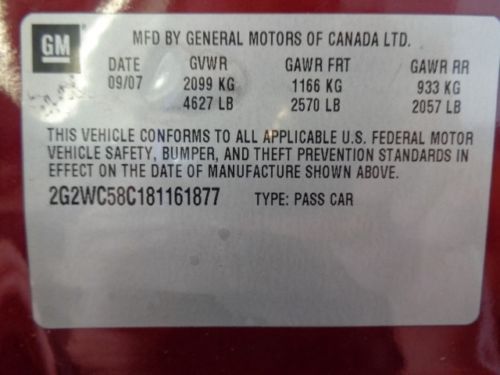 GM
MFD BY GENERAL MOTORS OF CANADA LTD.
DATE GVWR GAWR FRT GAWR RR
09/07 2099 KG 1166 KG 933 KG
4627 LB 2570 LB 2057 LB
THIS VEHICLE CONFORMS TO ALL APPLICABLE U.S. FEDERAL MOTOR
VEHICLE SAFETY, BUMPER, AND THEFT PREVENTION STANDARDS IN
EFFECT ON THE DATE OF MANUFACTURE SHOWN ABOVE.
2G2WC58C181161877 TYPE: PASS CAR